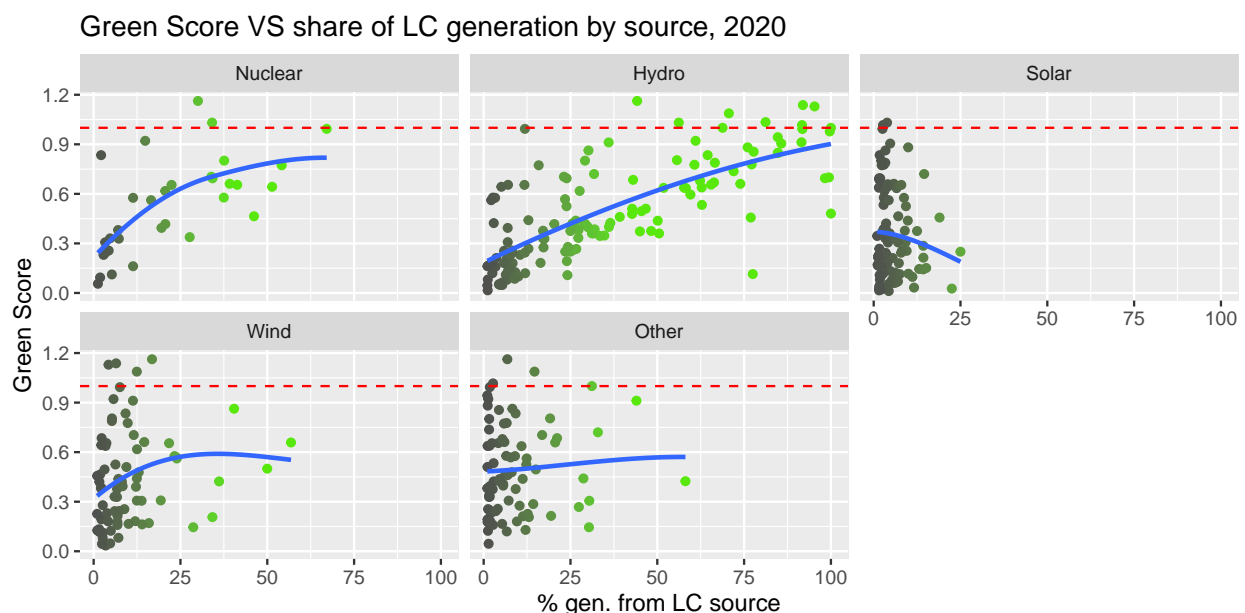 Green Score VS share of LC generation by source, 2020
Nuclear
Hydro
Solar
1.2
0.9
0.6
0.3
0.0
0 25 50 75 100
Wind
Other
1.2
0.9
0.6
0.3
0.0
0 25 50 75 100
0 25 50 75 100
Green Score
% gen. from LC source